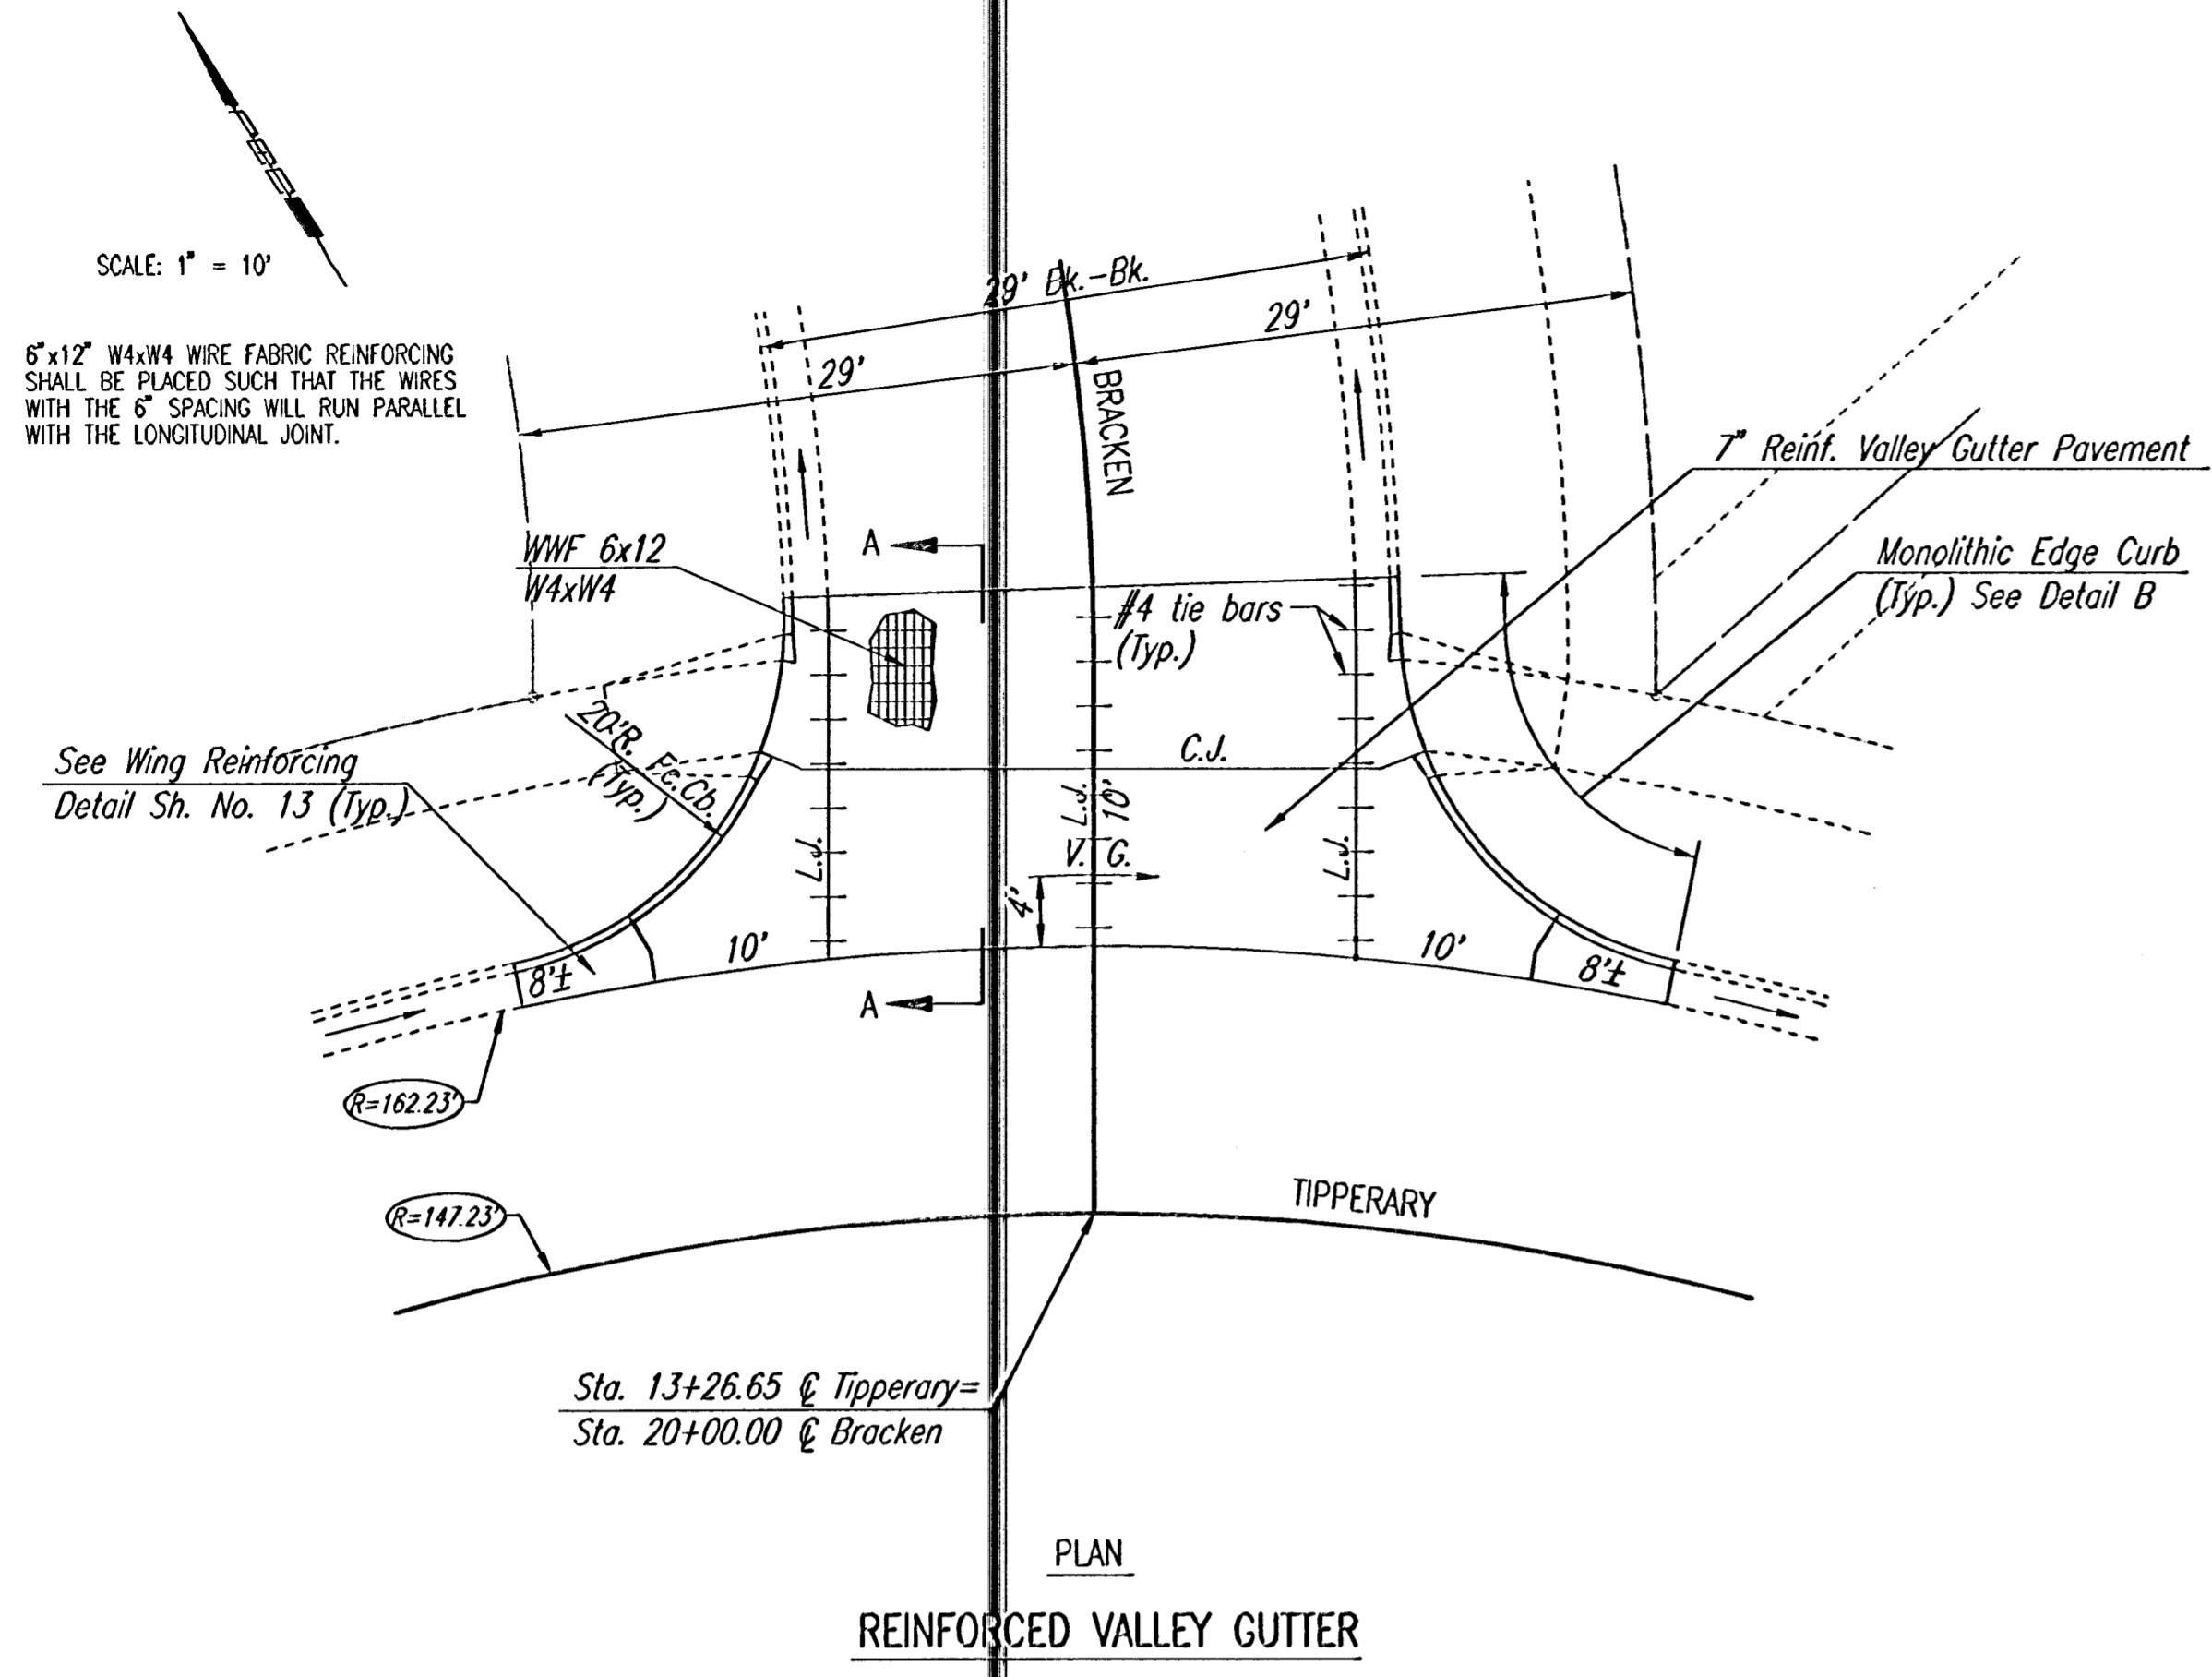 SCALE: 1" = 10'
6"x12" W4xW4 WIRE FABRIC REINFORCING
SHALL BE PLACED SUCH THAT THE WIRES
WITH THE 6" SPACING WILL RUN PARALLEL
WITH THE LONGITUDINAL JOINT.
29' Bk.-Bk.
29'
29'
BRACKEN
7" Reinf. Valley Gutter Pavement
Monolithic Edge Curb
(Typ.) See Detail B
WWF 6x12
W4xW4
A
#4 tie bars
(Typ.)
20'R. Fc.Cb.
(Typ.)
C.J.
See Wing Reinforcing
Detail Sh. No. 13 (Typ.)
L.J.
L.J.
10'
L.J.
V. G.
4'
10'
10'
8'±
8'±
A
R=162.23'
R=147.23'
TIPPERARY
Sta. 13+26.65 ℄ Tipperary=
Sta. 20+00.00 ℄ Bracken
PLAN
REINFORCED VALLEY GUTTER